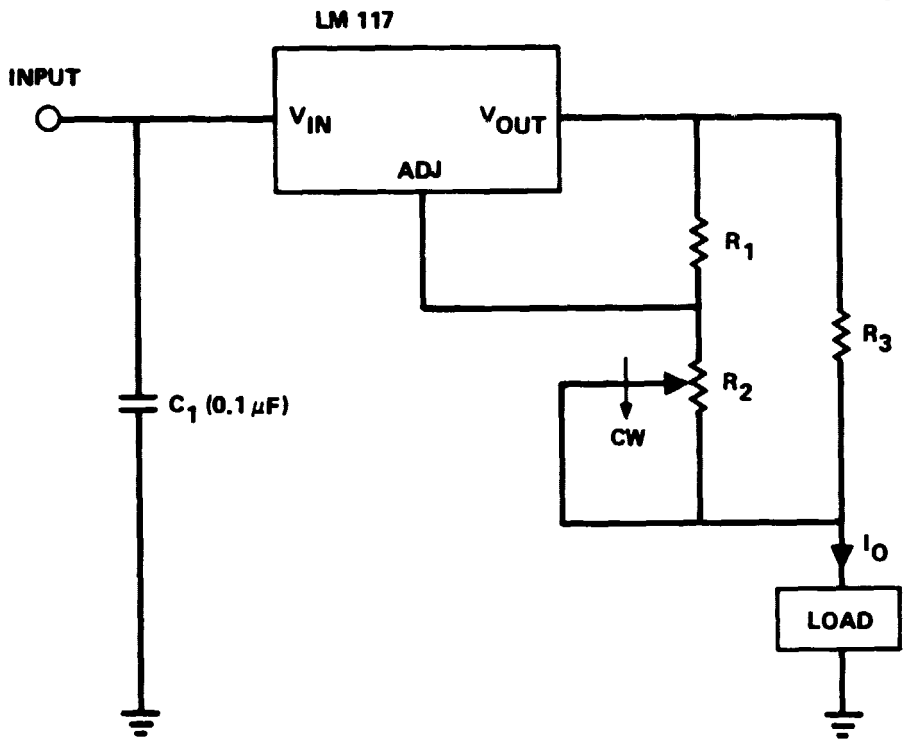 LM 117
INPUT
VIN
VOUT
ADJ
R1
R3
R2
C1 (0.1 μF)
CW
IO
LOAD